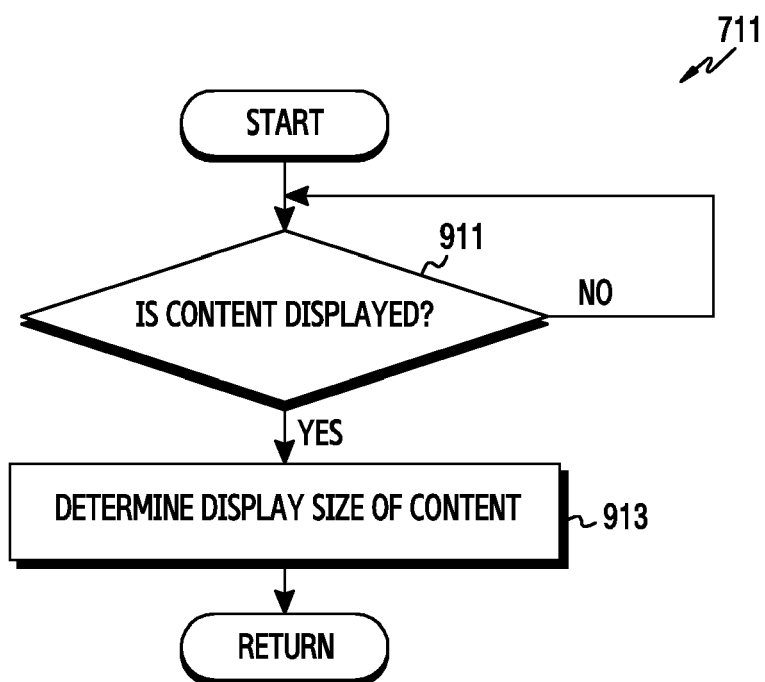 711
START
911
IS CONTENT DISPLAYED?
NO
YES
DETERMINE DISPLAY SIZE OF CONTENT
913
RETURN